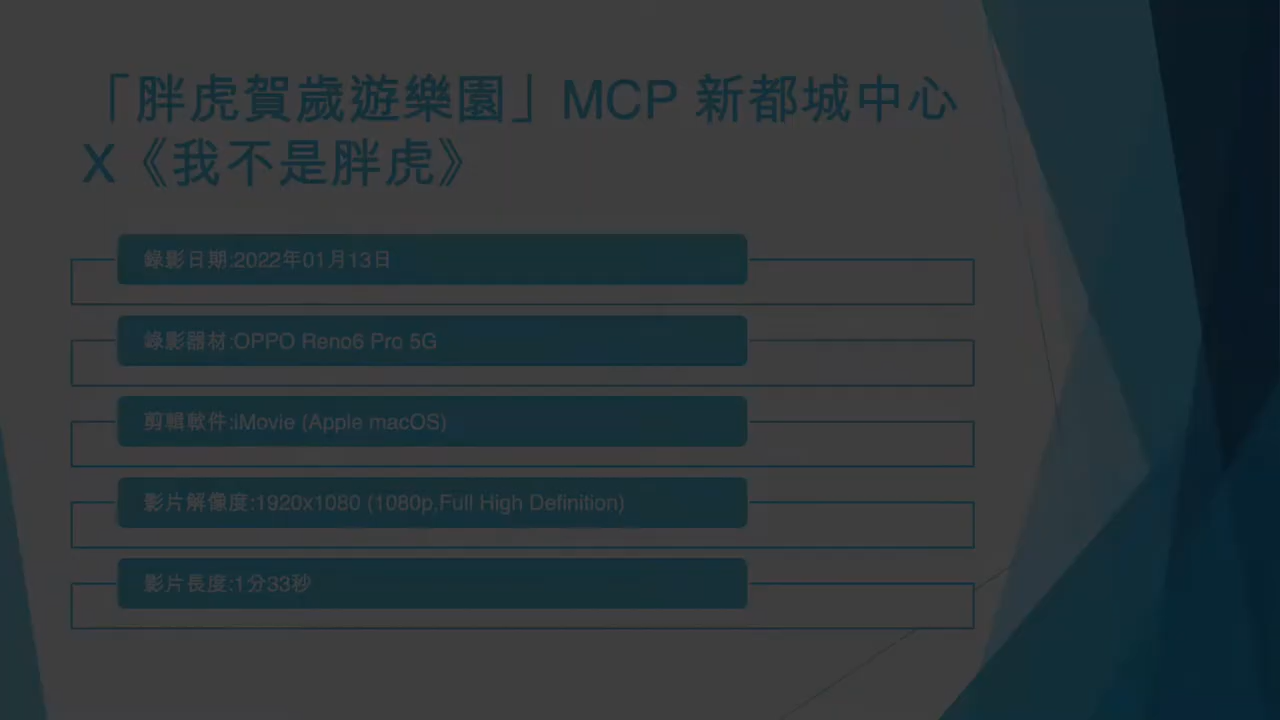 「胖虎賀歲遊樂園」MCP 新都城中心
X《我不是胖虎》
錄影日期:2022年01月13日
錄影器材:OPPO Reno6 Pro 5G
剪輯軟件:iMovie (Apple macOS)
影片解像度:1920x1080 (1080p,Full High Definition)
影片長度:1分33秒